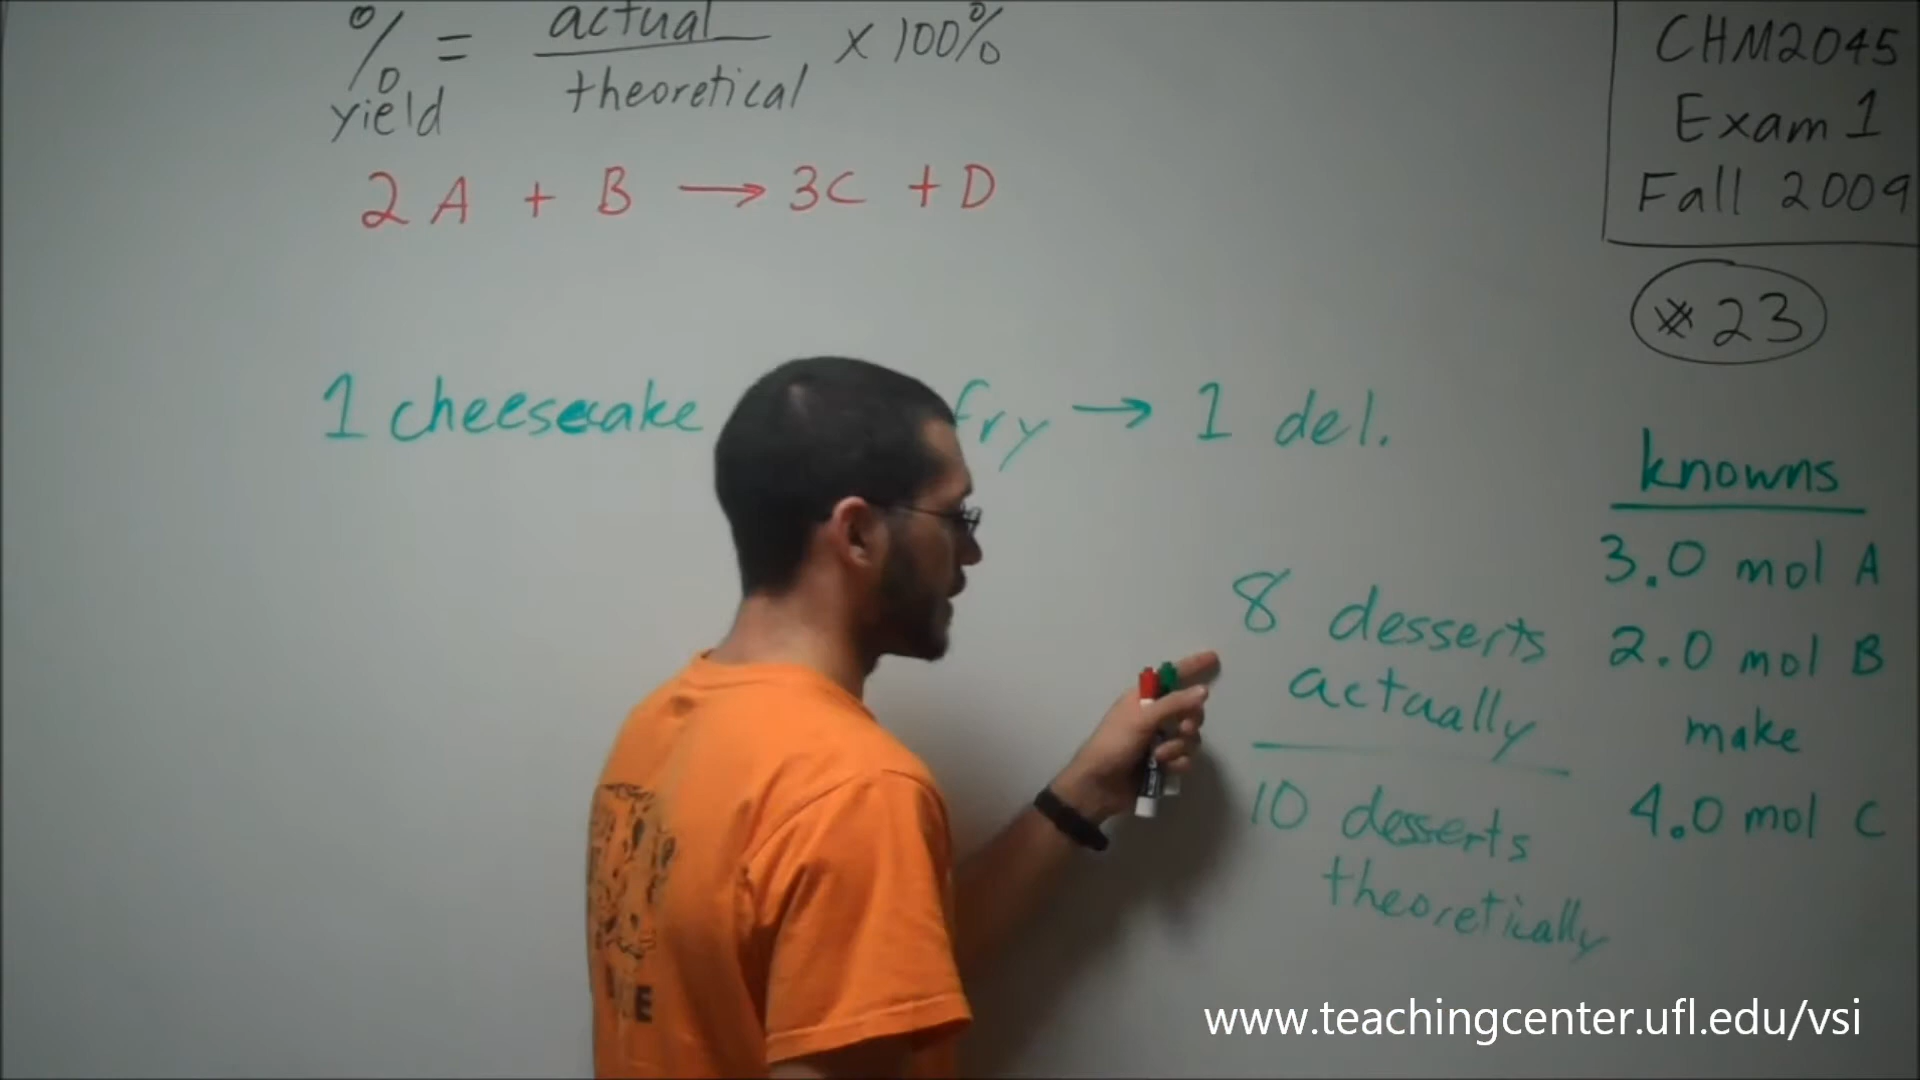 % yield = actual / theoretical x 100%
2A + B → 3C + D
1 cheesecake fry → 1 del.
8 desserts
actually
10 desserts
theoretically
CHM2045
Exam 1
Fall 2009
# 23
knowns
3.0 mol A
2.0 mol B
make
4.0 mol C
www.teachingcenter.ufl.edu/vsi